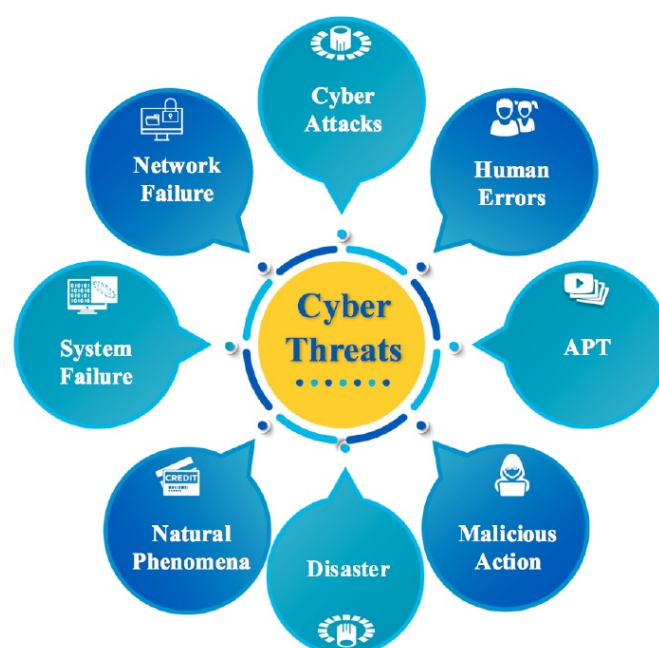 Cyber
Attacks
Human
Errors
APT
Malicious
Action
Disaster
CREDIT
Natural
Phenomena
System
Failure
Network
Failure
Cyber
Threats